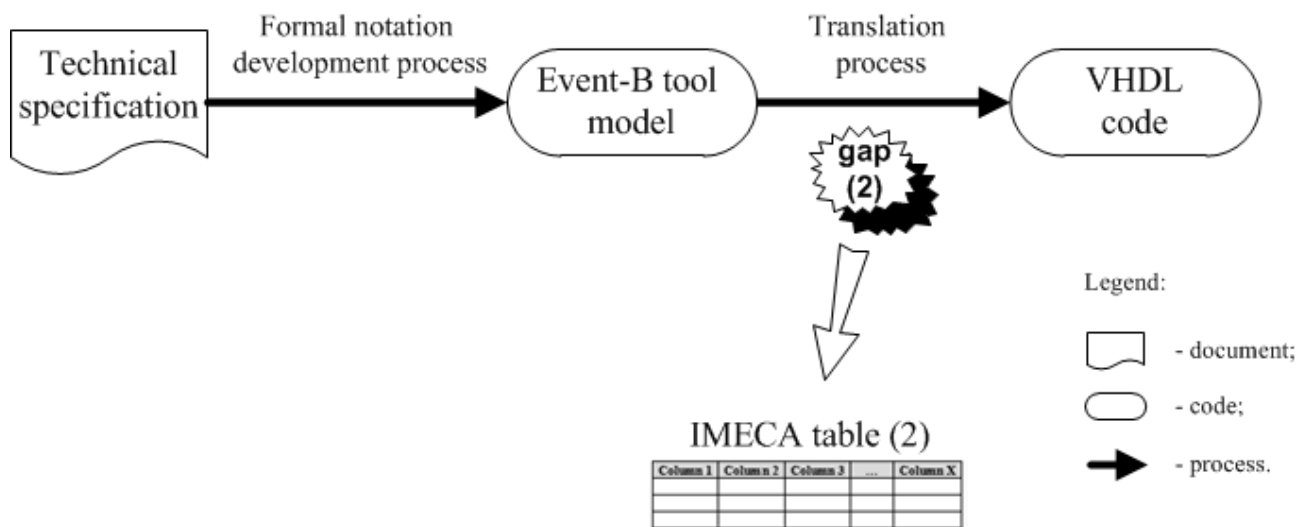 Technical
specification
Formal notation
development process
Event-B tool
model
Translation
process
VHDL
code
gap
(2)
Legend:
- document;
- code;
- process.
IMECA table (2)
Column 1 Column 2 Column 3 ... Column X